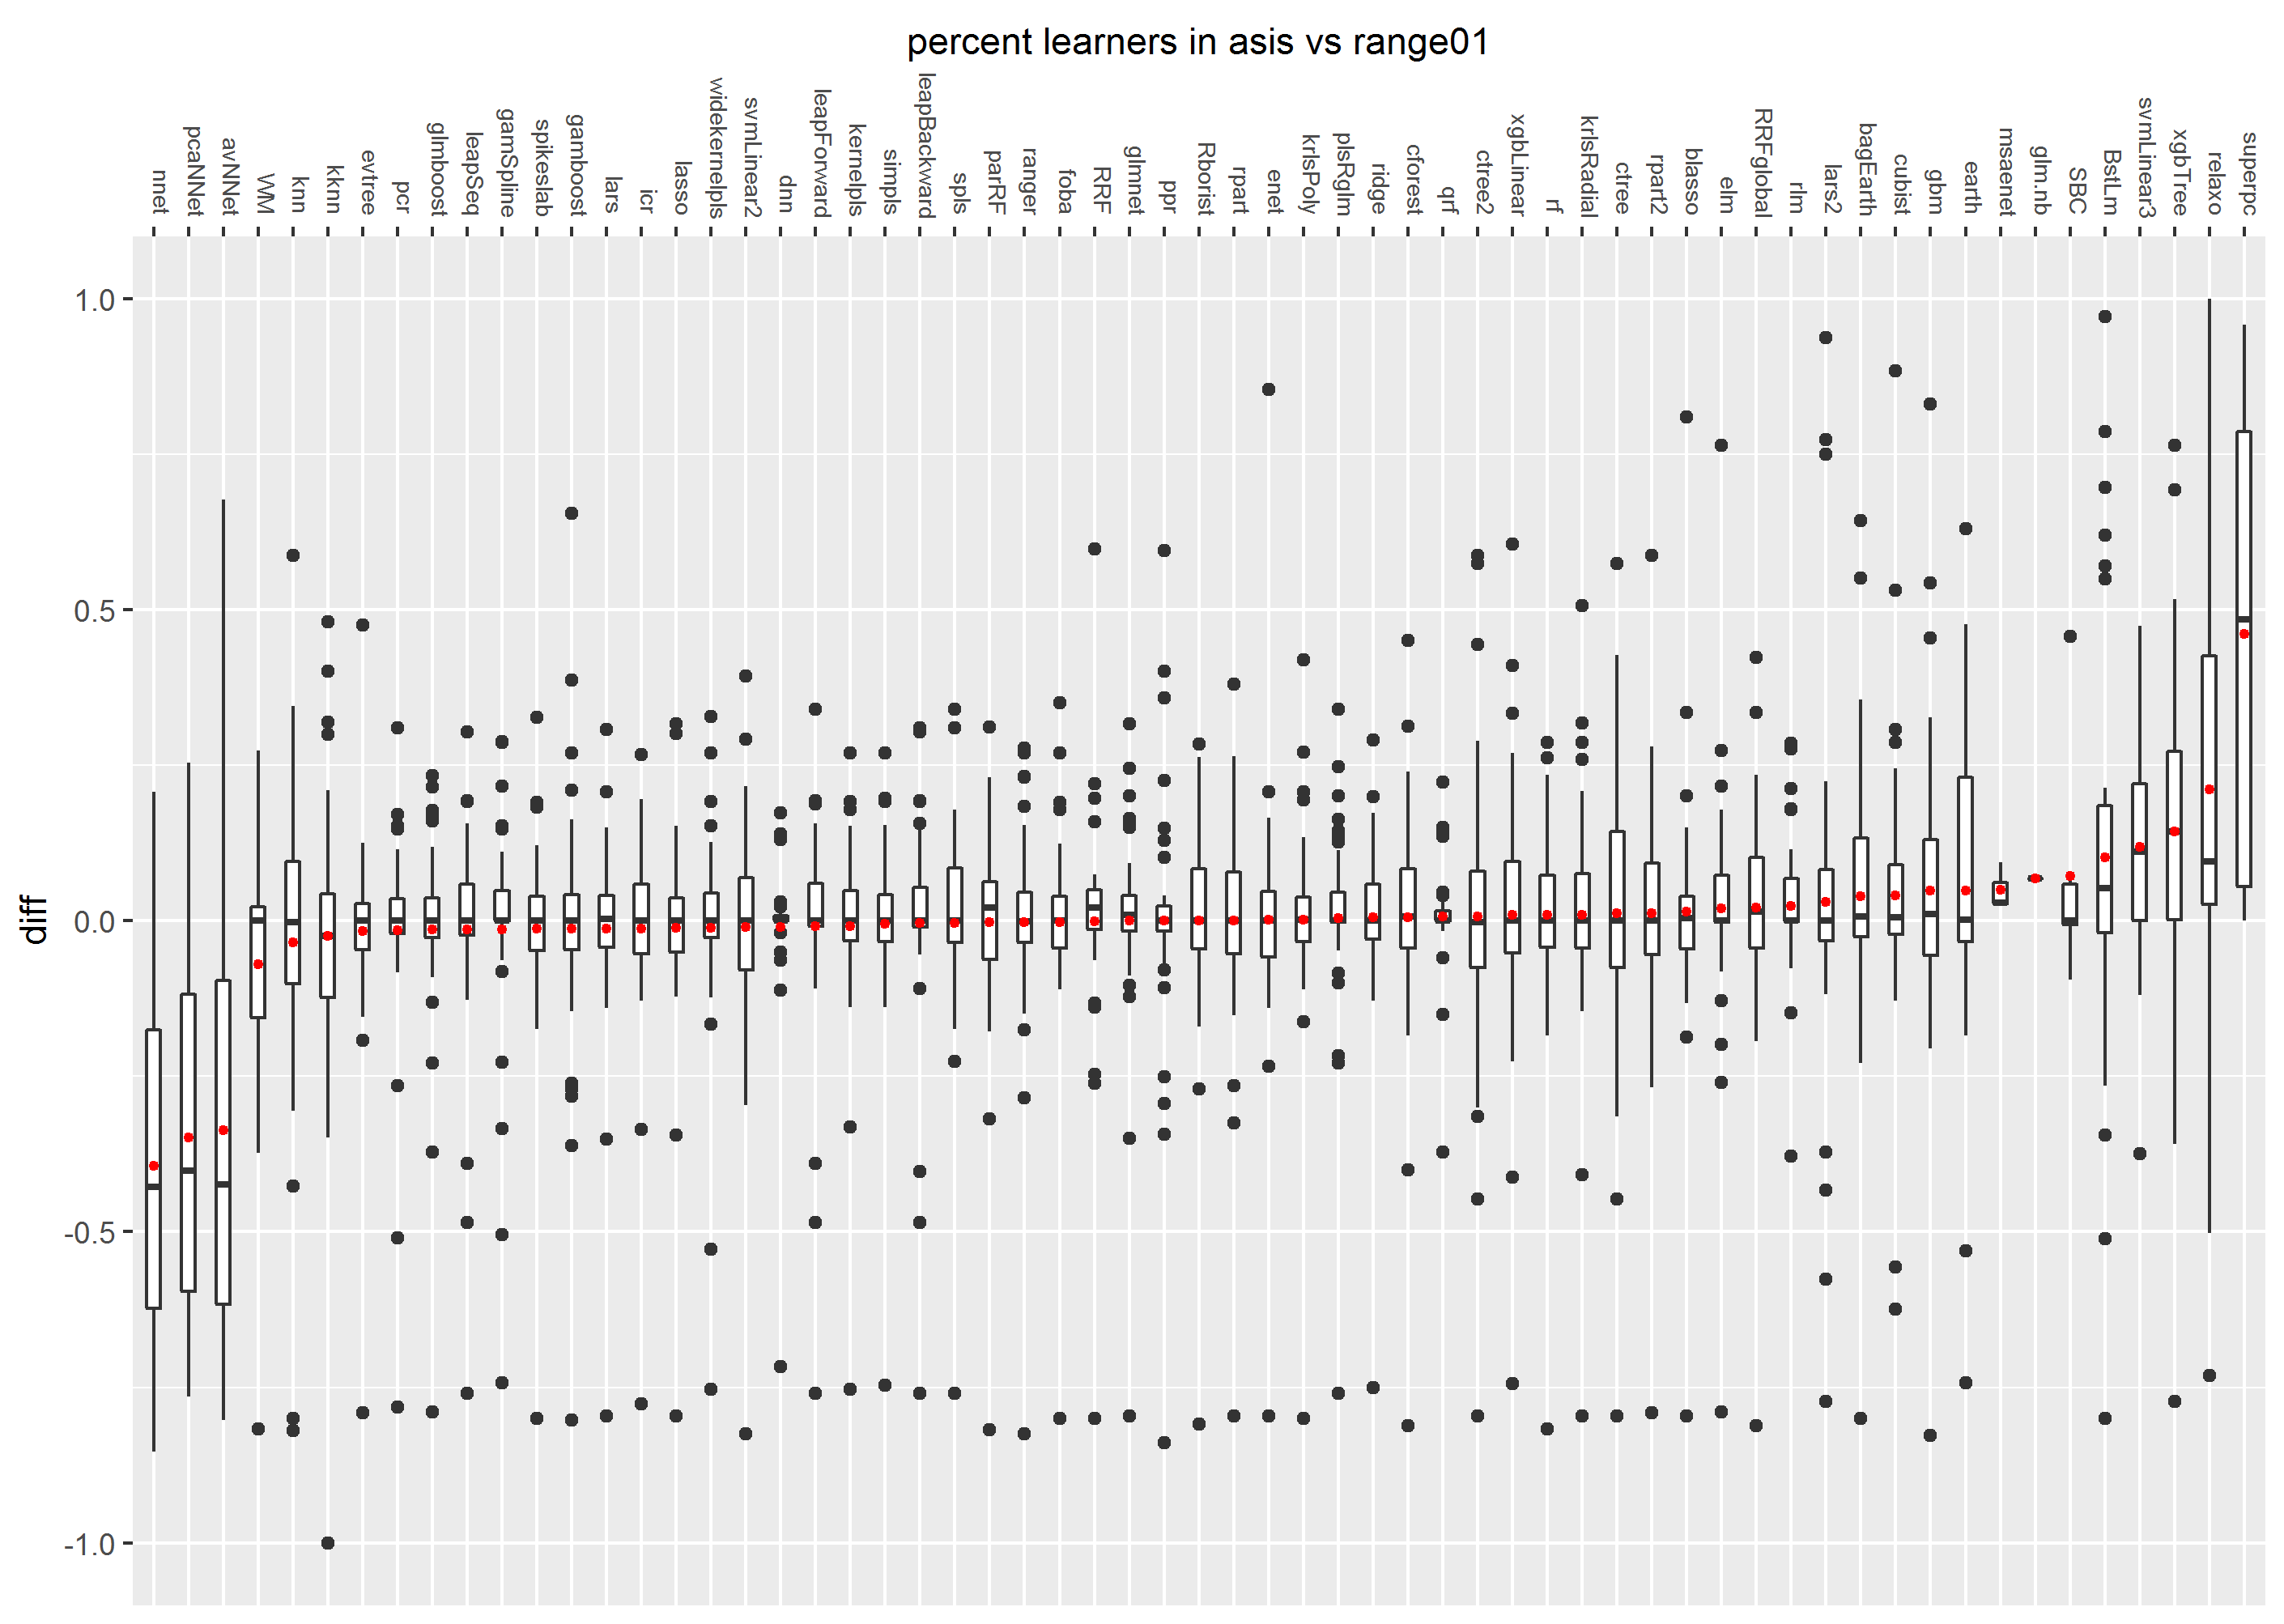 percent learners in asis vs range01
nnet
pcaNNet
avNNet
WM
knn
kknn
evtree
pcr
glmboost
leapSeq
gamSpline
spikeslab
gamboost
lars
icr
lasso
widekernelpls
svmLinear2
dnn
leapForward
kernelpls
simpls
leapBackward
spls
parRF
ranger
foba
RRF
glmnet
ppr
Rborist
rpart
enet
krlsPoly
plsRglm
ridge
cforest
qrf
ctree2
xgbLinear
rf
krlsRadial
ctree
rpart2
blasso
elm
RRFglobal
rlm
lars2
bagEarth
cubist
gbm
earth
msaenet
glm.nb
SBC
BstLm
svmLinear3
xgbTree
relaxo
superpc
1.0
0.5
0.0
-0.5
-1.0
diff